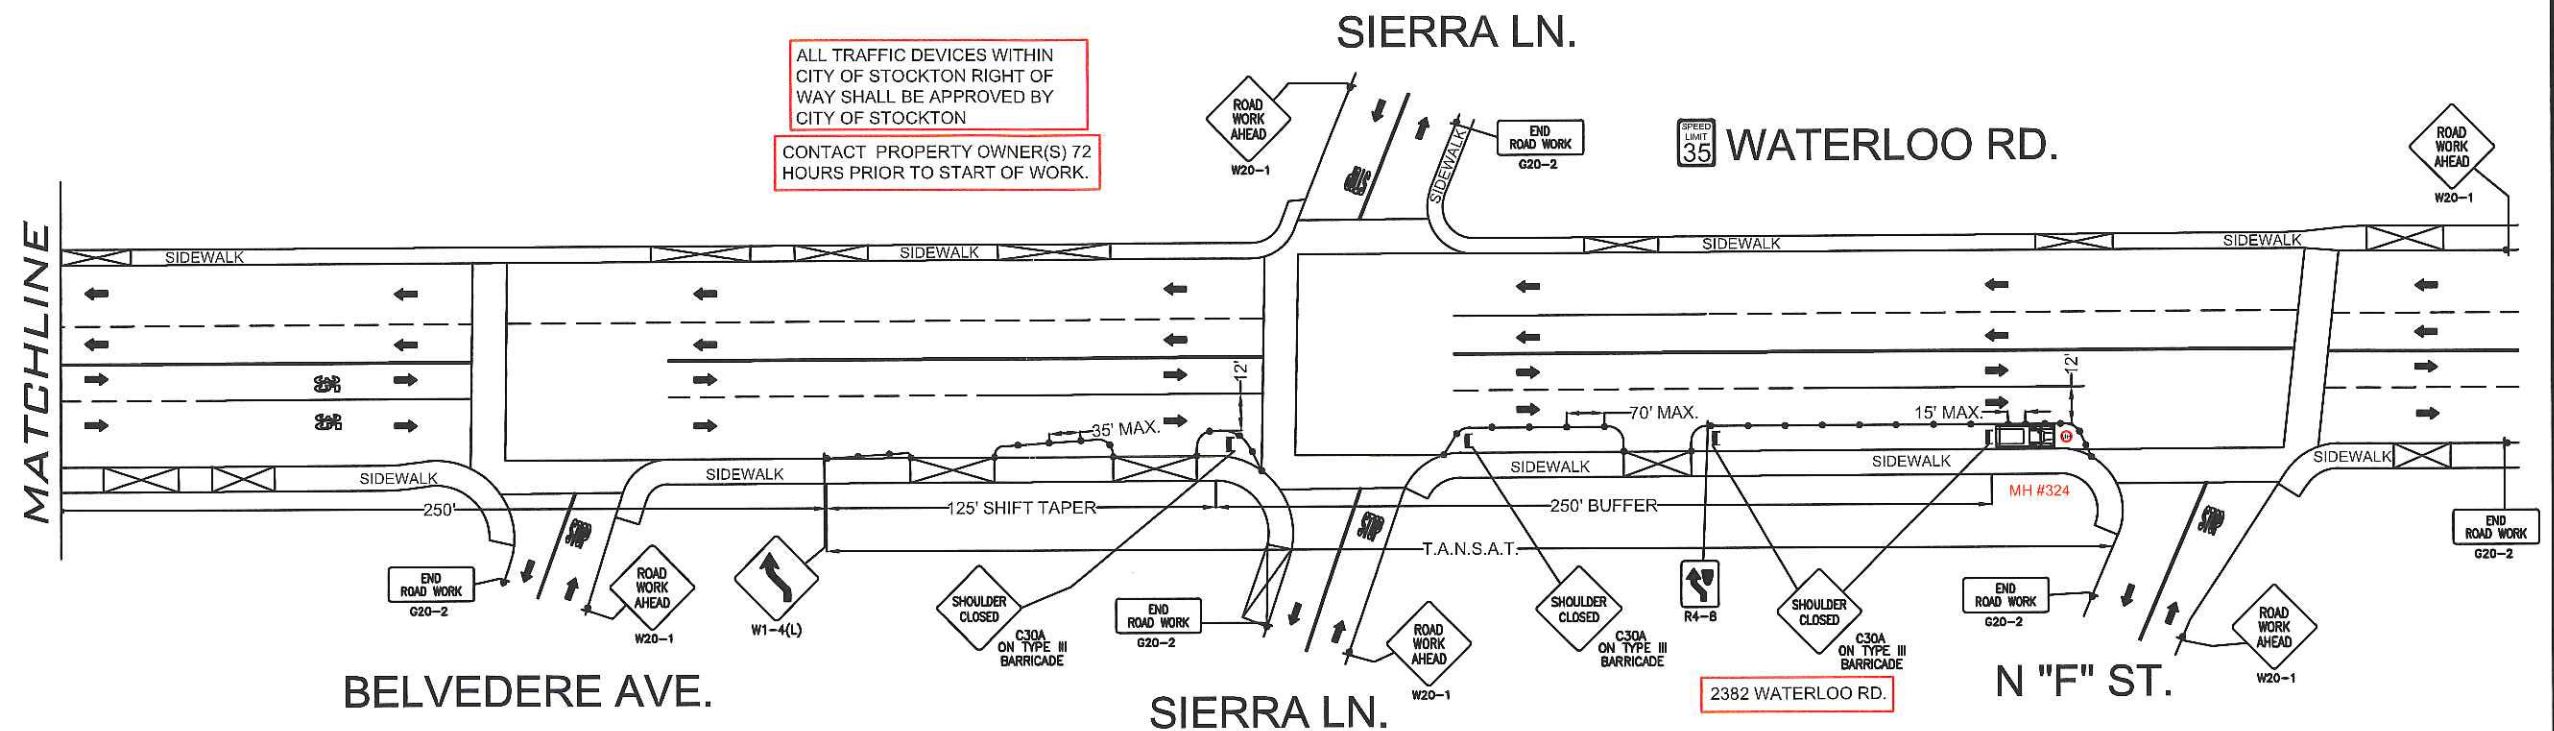 SIERRA LN.
ALL TRAFFIC DEVICES WITHIN
CITY OF STOCKTON RIGHT OF
WAY SHALL BE APPROVED BY
CITY OF STOCKTON
CONTACT PROPERTY OWNER(S) 72
HOURS PRIOR TO START OF WORK.
ROAD
WORK
AHEAD
W20-1
STOP
SIDEWALK
END
ROAD WORK
G20-2
SPEED
LIMIT
35
WATERLOO RD.
ROAD
WORK
AHEAD
W20-1
MATCHLINE
SIDEWALK
SIDEWALK
SIDEWALK
SIDEWALK
12'
12'
35' MAX.
70' MAX.
15' MAX.
MH
SIDEWALK
SIDEWALK
SIDEWALK
SIDEWALK
SIDEWALK
MH #324
250'
125' SHIFT TAPER
250' BUFFER
STOP
STOP
STOP
T.A.N.S.A.T.
END
ROAD WORK
G20-2
ROAD
WORK
AHEAD
W20-1
W1-4(L)
SHOULDER
CLOSED
C30A
ON TYPE III
BARRICADE
END
ROAD WORK
G20-2
ROAD
WORK
AHEAD
W20-1
SHOULDER
CLOSED
C30A
ON TYPE III
BARRICADE
R4-8
SHOULDER
CLOSED
C30A
ON TYPE III
BARRICADE
END
ROAD WORK
G20-2
ROAD
WORK
AHEAD
W20-1
END
ROAD WORK
G20-2
BELVEDERE AVE.
SIERRA LN.
2382 WATERLOO RD.
N "F" ST.